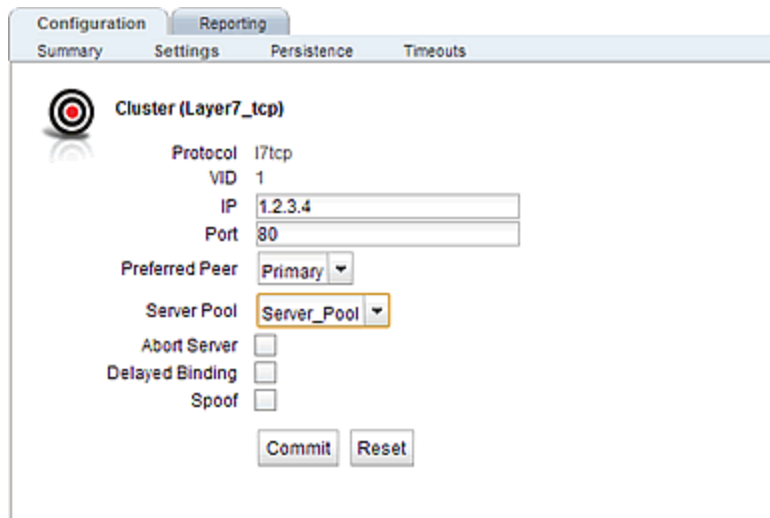 Configuration Reporting
Summary Settings Persistence Timeouts
Cluster (Layer7_tcp)
Protocol l7tcp
VID 1
IP 1.2.3.4
Port 80
Preferred Peer Primary
Server Pool Server_Pool
Abort Server
Delayed Binding
Spoof
Commit Reset